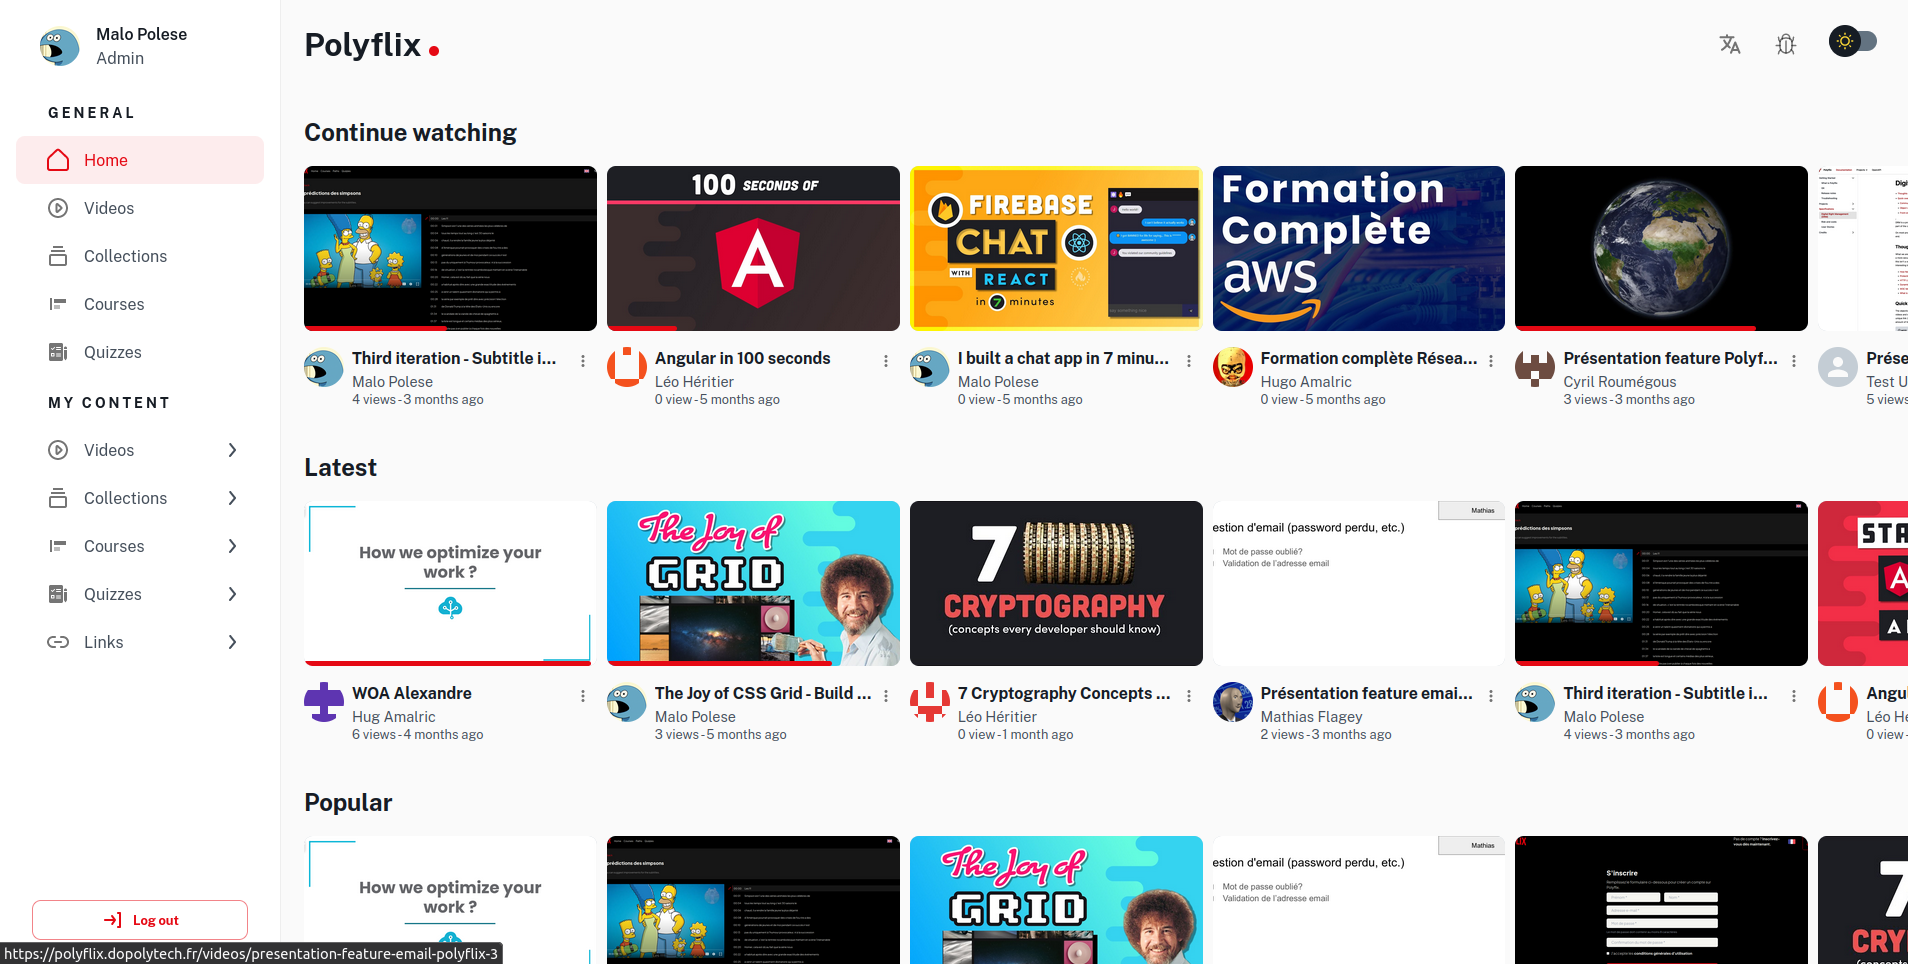 Malo Polese
Admin
GENERAL
Home
Videos
Collections
Courses
Quizzes
MY CONTENT
Videos
Collections
Courses
Quizzes
Links
Log out
https://polyflix.dopolytech.fr/videos/presentation-feature-email-polyflix-3
Polyflix
Continue watching
prédictions des simpsons
100 SECONDS OF
FIREBASE
CHAT
WITH REACT
in 7 minutes
Formation
Complète
aws
Third iteration - Subtitle i...
Malo Polese
4 views - 3 months ago
Angular in 100 seconds
Léo Héritier
0 view - 5 months ago
I built a chat app in 7 minu...
Malo Polese
0 view - 5 months ago
Formation complète Résea...
Hugo Amalric
0 view - 5 months ago
Présentation feature Polyf...
Cyril Roumégous
3 views - 3 months ago
Prése
Test U
5 views
Latest
How we optimize your
work ?
The Joy of
GRID
7
CRYPTOGRAPHY
(concepts every developer should know)
Mathias
estion d'email (password perdu, etc.)
Mot de passe oublié?
Validation de l'adresse email
prédictions des simpsons
STA
WOA Alexandre
Hug Amalric
6 views - 4 months ago
The Joy of CSS Grid - Build ...
Malo Polese
3 views - 5 months ago
7 Cryptography Concepts ...
Léo Héritier
0 view - 1 month ago
Présentation feature emai...
Mathias Flagey
2 views - 3 months ago
Third iteration - Subtitle i...
Malo Polese
4 views - 3 months ago
Angul
Léo Hé
0 view -
Popular
How we optimize your
work ?
prédictions des simpsons
The Joy of
GRID
Mathias
estion d'email (password perdu, etc.)
Mot de passe oublié?
Validation de l'adresse email
S'inscrire
7
CRY